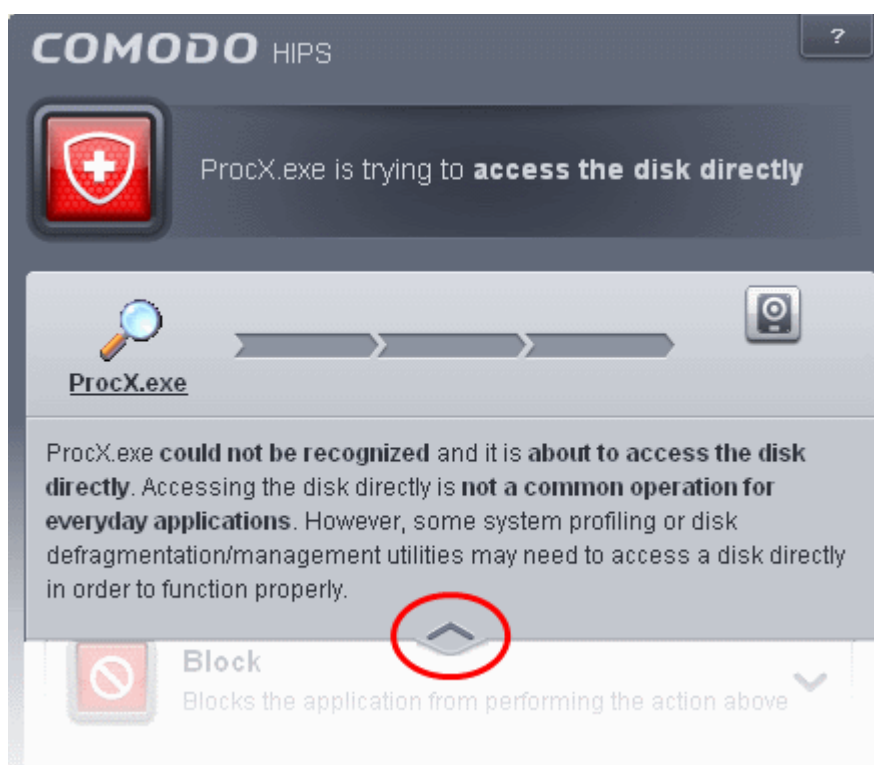 COMODO HIPS
?
ProcX.exe is trying to access the disk directly
ProcX.exe
ProcX.exe could not be recognized and it is about to access the disk
directly. Accessing the disk directly is not a common operation for
everyday applications. However, some system profiling or disk
defragmentation/management utilities may need to access a disk directly
in order to function properly.
Block
Blocks the application from performing the action above